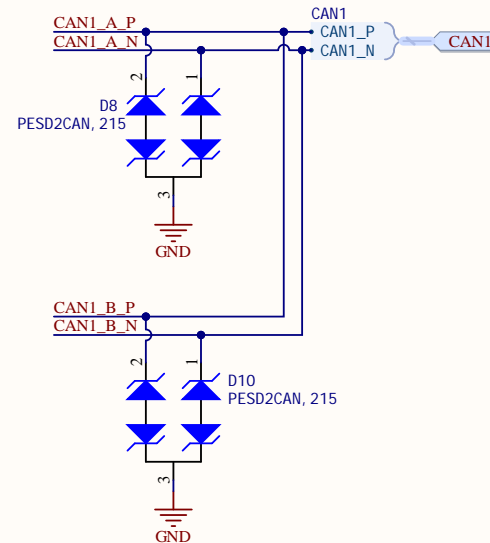 CAN1
CAN1_A_P
CAN1_P
CAN1_A_N
CAN1_N
CAN1
2
1
D8
PESD2CAN, 215
3
GND
CAN1_B_P
CAN1_B_N
2
1
D10
PESD2CAN, 215
3
GND